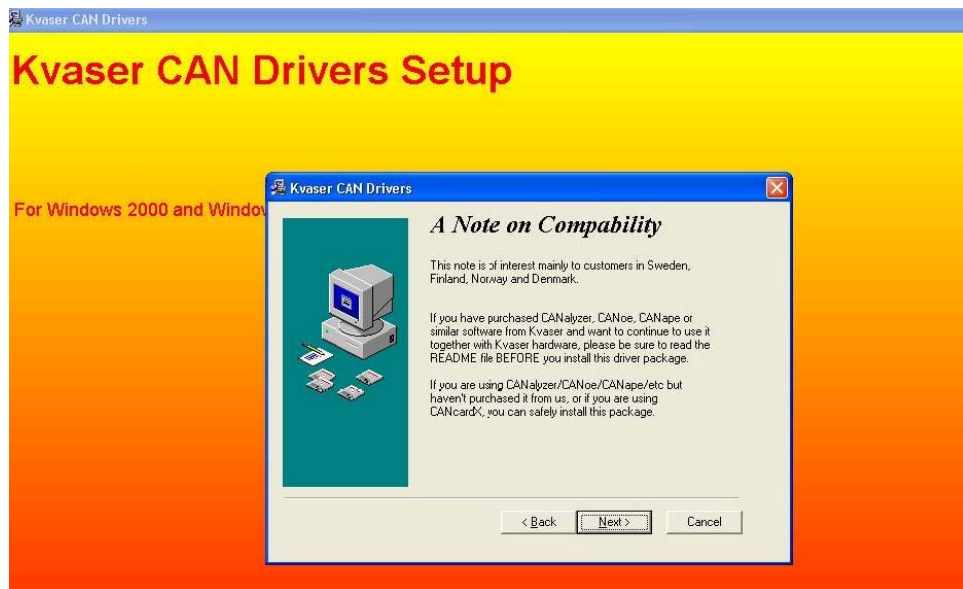 Kvaser CAN Drivers
Kvaser CAN Drivers Setup
For Windows 2000 and
Kvaser CAN Drivers
A Note on Compability
This note is of interest mainly to customers in Sweden,
Finland, Norway and Denmark.
If you have purchased CANalyzer, CANoe, CANape or
similar software from Kvaser and want to continue to use it
together with Kvaser hardware, please be sure to read the
README file BEFORE you install this driver package.
If you are using CANalyzer/CANoe/CANape/etc but
haven't purchased it from us, or if you are using
CANcardX, you can safely install this package.
< Back
Next >
Cancel